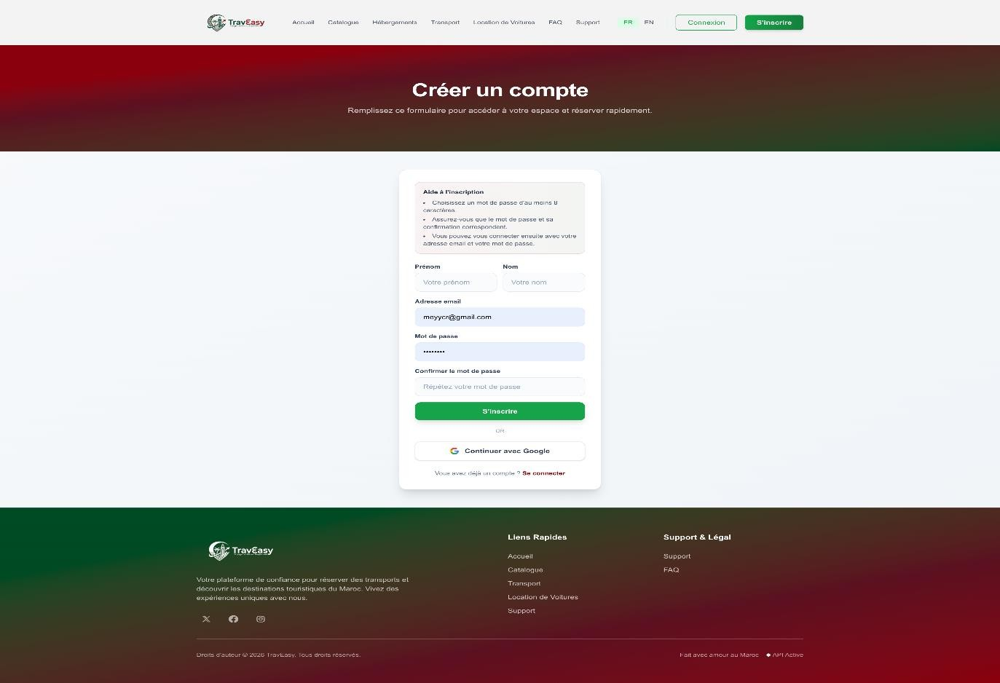 TravEasy
Accueil Catalogue Hébergements Transport Location de Voitures FAQ Support FR EN Connexion S'inscrire
Créer un compte
Remplissez ce formulaire pour accéder à votre espace et réserver rapidement.
Aide à l'inscription
• Choisissez un mot de passe d'au moins 8
caractères.
• Assurez-vous que le mot de passe et sa
confirmation correspondent.
• Vous pouvez vous connecter ensuite avec votre
adresse email et votre mot de passe.
Prénom Nom
Votre prénom Votre nom
Adresse email
meyycr@gmail.com
Mot de passe
••••••••
Confirmer le mot de passe
Répétez votre mot de passe
S'inscrire
OR
Continuer avec Google
Vous avez déjà un compte ? Se connecter
TravEasy
Votre plateforme de confiance pour réserver des transports et
découvrir les destinations touristiques du Maroc. Vivez des
expériences uniques avec nous.
Liens Rapides
Accueil
Catalogue
Transport
Location de Voitures
Support
Support & Légal
Support
FAQ
Droits d'auteur © 2026 TravEasy. Tous droits réservés.
Fait avec amour au Maroc ◆ API Active